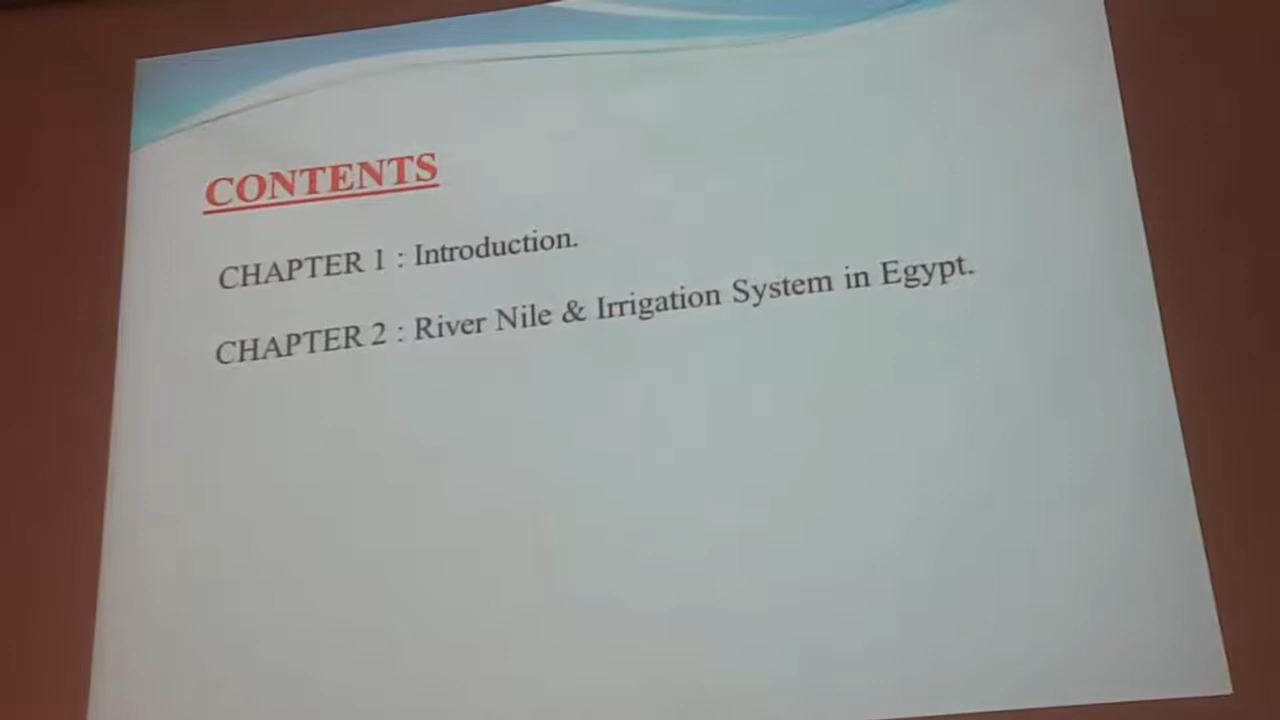 CONTENTS
CHAPTER 1 : Introduction.
CHAPTER 2 : River Nile & Irrigation System in Egypt.